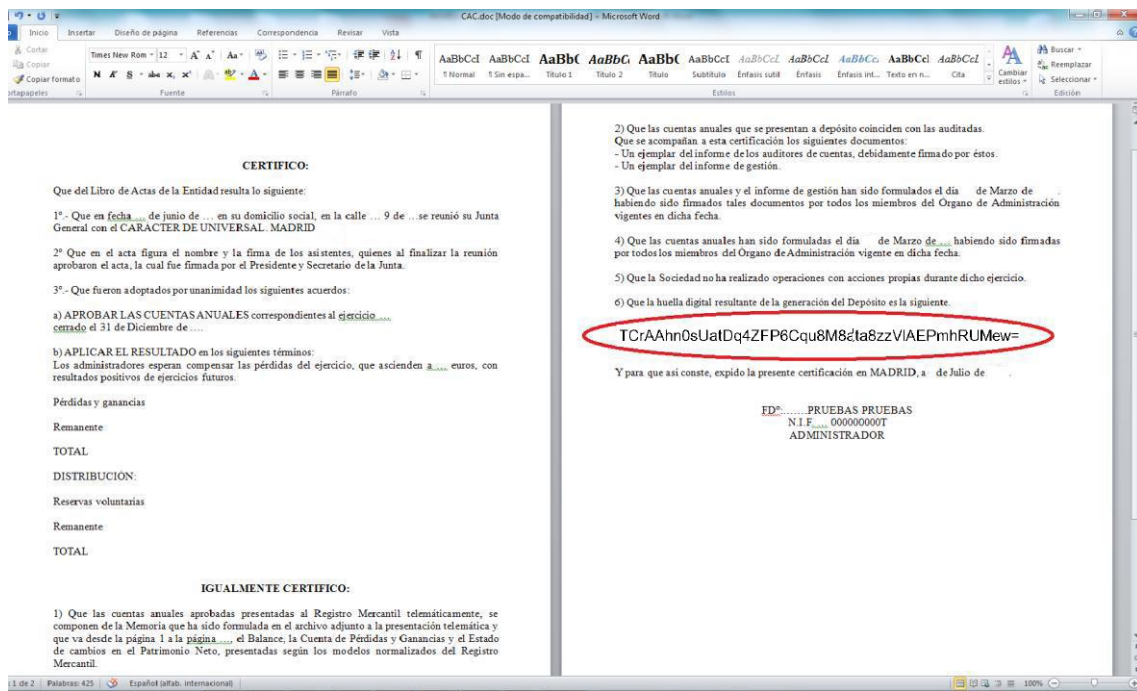 CAC.doc [Modo de compatibilidad] - Microsoft Word
Inicio Insertar Diseño de página Referencias Correspondencia Revisar Vista
Cortar
Copiar
Copiar formato
Times New Rom 12
Fuente
Párrafo
AaBbCcI AaBbCcI AaBb( AaBbC AaBb( AaBbCcI AaBbCcL AaBbCcL AaBbCc. AaBbCcl AaBbCcI
¶ Normal ¶ Sin espa... Título 1 Título 2 Título Subtítulo Énfasis sutil Énfasis Énfasis int... Texto en n... Cita
Cambiar estilos
Estilos
Buscar
Reemplazar
Seleccionar
Edición
CERTIFICO:
Que del Libro de Actas de la Entidad resulta lo siguiente:
1º.- Que en fecha ... de junio de ... en su domicilio social, en la calle ... 9 de ...se reunió su Junta
General con el CARÁCTER DE UNIVERSAL. MADRID
2º Que en el acta figura el nombre y la firma de los asistentes, quienes al finalizar la reunión
aprobaron el acta, la cual fue firmada por el Presidente y Secretario de la Junta.
3º.- Que fueron adoptados por unanimidad los siguientes acuerdos:
a) APROBAR LAS CUENTAS ANUALES correspondientes al ejercicio ...
cerrado el 31 de Diciembre de ....
b) APLICAR EL RESULTADO en los siguientes términos:
Los administradores esperan compensar las pérdidas del ejercicio, que ascienden a .... euros, con
resultados positivos de ejercicios futuros.
Pérdidas y ganancias
Remanente
TOTAL
DISTRIBUCIÓN:
Reservas voluntarias
Remanente
TOTAL
IGUALMENTE CERTIFICO:
1) Que las cuentas anuales aprobadas presentadas al Registro Mercantil telemáticamente, se
componen de la Memoria que ha sido formulada en el archivo adjunto a la presentación telemática y
que va desde la página 1 a la página ...., el Balance, la Cuenta de Pérdidas y Ganancias y el Estado
de cambios en el Patrimonio Neto, presentadas según los modelos normalizados del Registro
Mercantil.
2) Que las cuentas anuales que se presentan a depósito coinciden con las auditadas.
Que se acompañan a esta certificación los siguientes documentos:
- Un ejemplar del informe de los auditores de cuentas, debidamente firmado por éstos.
- Un ejemplar del informe de gestión.
3) Que las cuentas anuales y el informe de gestión han sido formulados el día de Marzo de .
habiendo sido firmados tales documentos por todos los miembros del Órgano de Administración
vigentes en dicha fecha.
4) Que las cuentas anuales han sido formuladas el día de Marzo de .... habiendo sido firmadas
por todos los miembros del Órgano de Administración vigente en dicha fecha.
5) Que la Sociedad no ha realizado operaciones con acciones propias durante dicho ejercicio.
6) Que la huella digital resultante de la generación del Depósito es la siguiente.
TCrAAhn0sUatDq4ZFP6Cqu8M8dta8zzVlAEPmhRUMew=
Y para que así conste, expido la presente certificación en MADRID, a de Julio de .
FDº:.......PRUEBAS PRUEBAS
N.I.F..... 000000000T
ADMINISTRADOR
1 de 2 Palabras: 425 Español (alfab. internacional) 100%